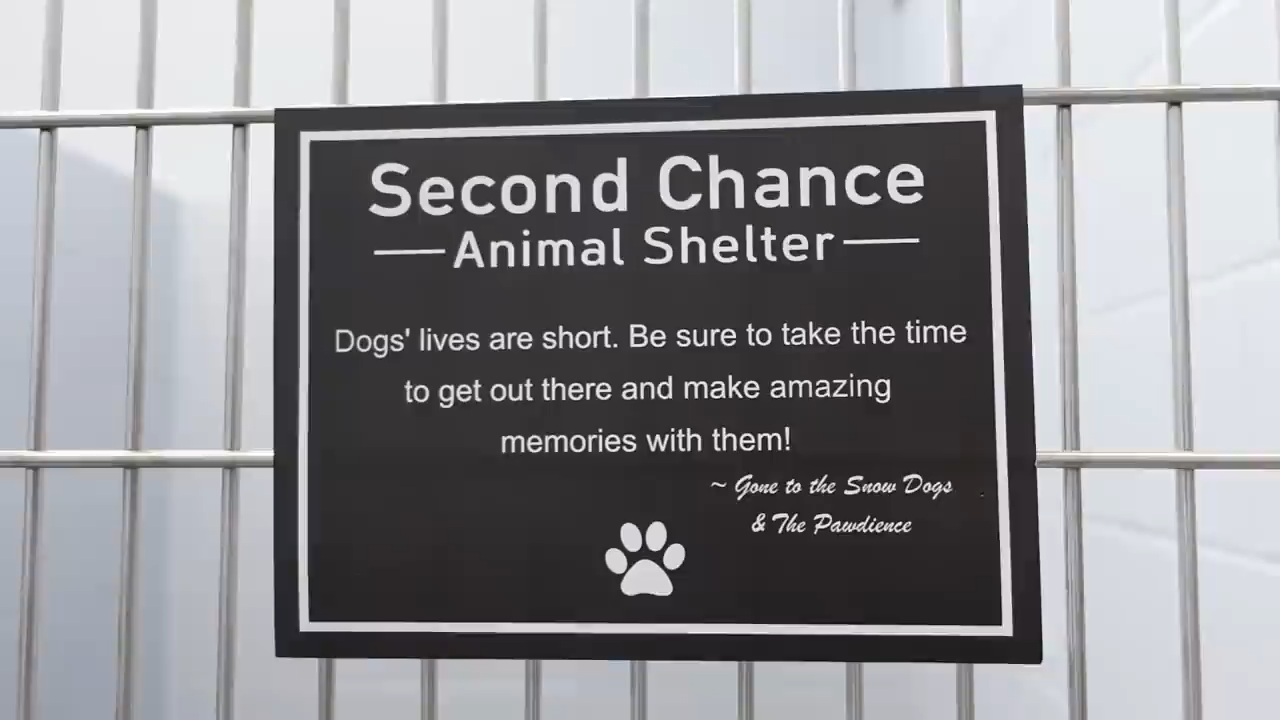 Second Chance
Animal Shelter
Dogs' lives are short. Be sure to take the time
to get out there and make amazing
memories with them!
~ Gone to the Snow Dogs
& The Pawdience